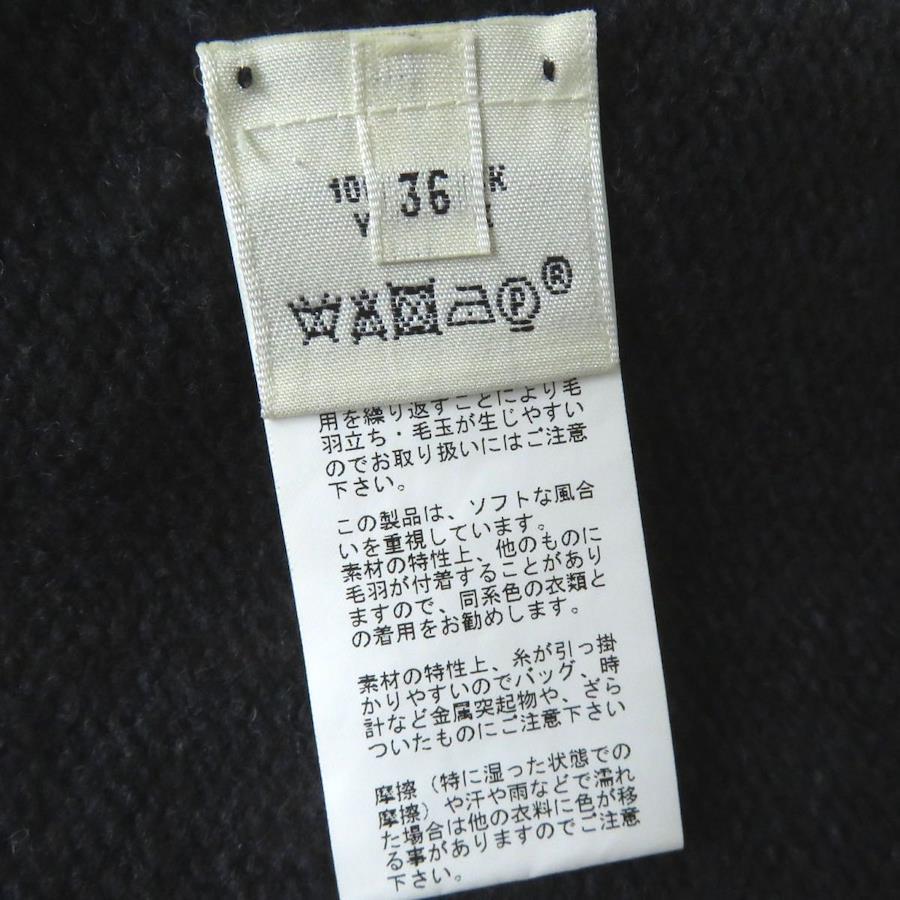 36
P
®
用を繰り返すことにより毛
羽立ち・毛玉が生じやすい
のでお取り扱いにはご注意
下さい。
この製品は、ソフトな風合
いを重視しています。
素材の特性上、他のものに
毛羽が付着することがあり
ますので、同系色の衣類と
の着用をお勧めします。
素材の特性上、糸が引っ掛
かりやすいのでバッグ、時
計など金属突起物や、ざら
ついたものにご注意下さい
摩擦（特に湿った状態での
摩擦）や汗や雨などで濡れ
た場合は他の衣料に色が移
る事がありますのでご注意
下さい。